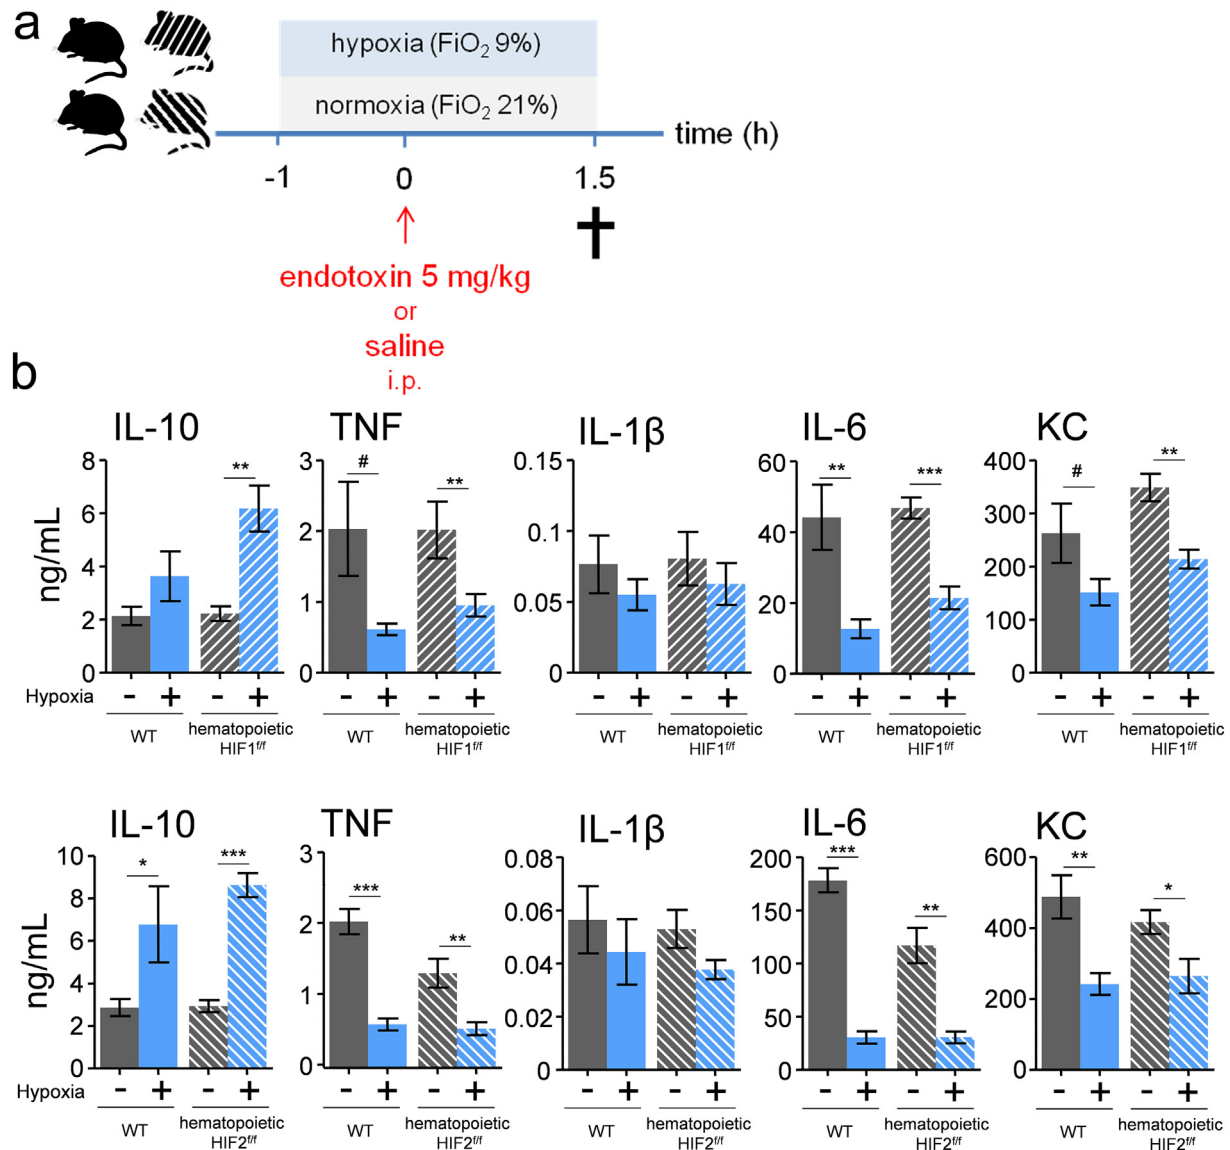 a
hypoxia (FiO2 9%)
normoxia (FiO2 21%)
time (h)
-1 0 1.5
endotoxin 5 mg/kg
or
saline
i.p.
b
IL-10 TNF IL-1β IL-6 KC
ng/mL
8 6 4 2 0
** 
3 2 1 0
# **
0.15 0.1 0.05 0
60 40 20 0
** ***
400 300 200 100 0
# **
Hypoxia - + - + - + - + - + - + - + - + - + - +
WT hematopoietic HIF1f/f WT hematopoietic HIF1f/f WT hematopoietic HIF1f/f WT hematopoietic HIF1f/f WT hematopoietic HIF1f/f
IL-10 TNF IL-1β IL-6 KC
ng/mL
10 8 6 4 2 0
* ***
3 2 1 0
*** **
0.08 0.06 0.04 0.02 0
200 150 100 50 0
*** **
600 400 200 0
** *
Hypoxia - + - + - + - + - + - + - + - + - + - +
WT hematopoietic HIF2f/f WT hematopoietic HIF2f/f WT hematopoietic HIF2f/f WT hematopoietic HIF2f/f WT hematopoietic HIF2f/f